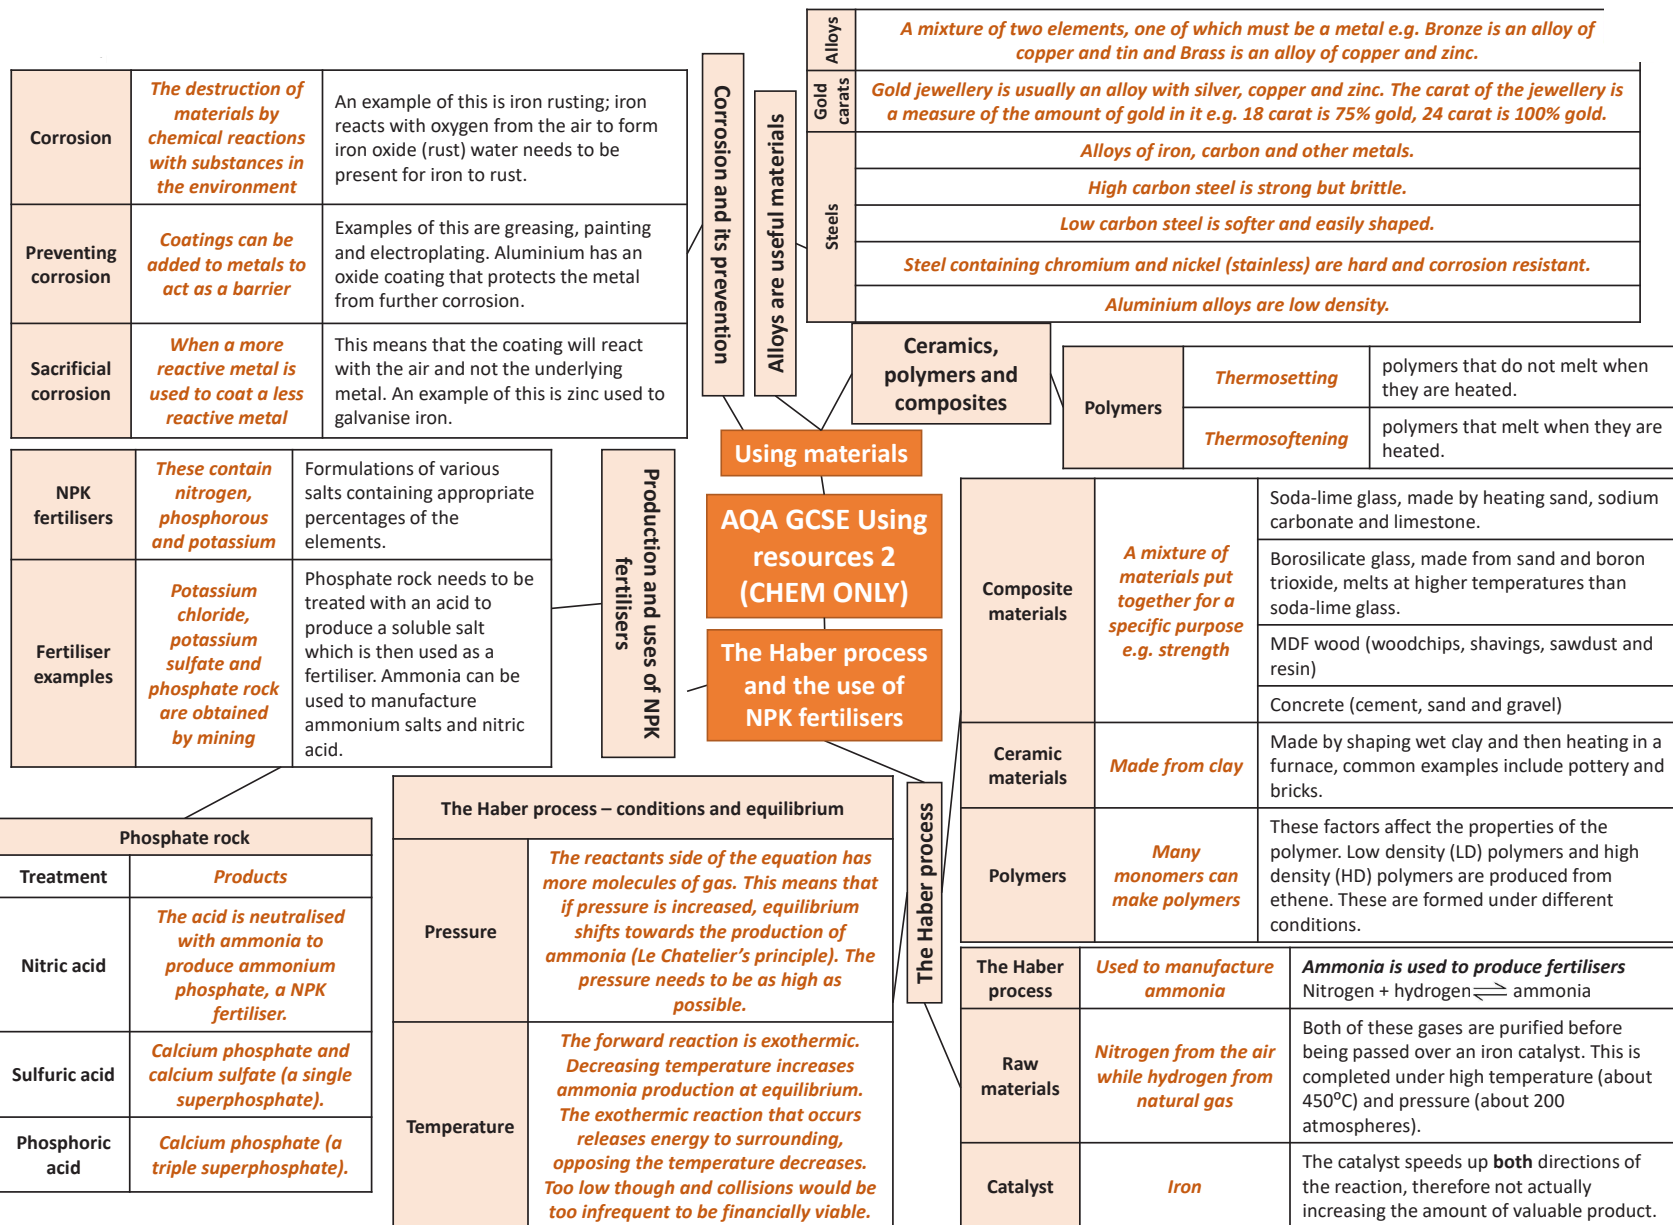 Corrosion
The destruction of
materials by
chemical reactions
with substances in
the environment
An example of this is iron rusting; iron
reacts with oxygen from the air to form
iron oxide (rust) water needs to be
present for iron to rust.
Preventing
corrosion
Coatings can be
added to metals to
act as a barrier
Examples of this are greasing, painting
and electroplating. Aluminium has an
oxide coating that protects the metal
from further corrosion.
Sacrificial
corrosion
When a more
reactive metal is
used to coat a less
reactive metal
This means that the coating will react
with the air and not the underlying
metal. An example of this is zinc used to
galvanise iron.
Corrosion and its prevention
Alloys are useful materials
Alloys
A mixture of two elements, one of which must be a metal e.g. Bronze is an alloy of
copper and tin and Brass is an alloy of copper and zinc.
Gold
carats
Gold jewellery is usually an alloy with silver, copper and zinc. The carat of the jewellery is
a measure of the amount of gold in it e.g. 18 carat is 75% gold, 24 carat is 100% gold.
Steels
Alloys of iron, carbon and other metals.
High carbon steel is strong but brittle.
Low carbon steel is softer and easily shaped.
Steel containing chromium and nickel (stainless) are hard and corrosion resistant.
Aluminium alloys are low density.
Ceramics,
polymers and
composites
Polymers
Thermosetting
polymers that do not melt when
they are heated.
Thermosoftening
polymers that melt when they are
heated.
Using materials
AQA GCSE Using
resources 2
(CHEM ONLY)
The Haber process
and the use of
NPK fertilisers
NPK
fertilisers
These contain
nitrogen,
phosphorous
and potassium
Formulations of various
salts containing appropriate
percentages of the
elements.
Fertiliser
examples
Potassium
chloride,
potassium
sulfate and
phosphate rock
are obtained
by mining
Phosphate rock needs to be
treated with an acid to
produce a soluble salt
which is then used as a
fertiliser. Ammonia can be
used to manufacture
ammonium salts and nitric
acid.
Production and uses of NPK
fertilisers
Composite
materials
A mixture of
materials put
together for a
specific purpose
e.g. strength
Soda-lime glass, made by heating sand, sodium
carbonate and limestone.
Borosilicate glass, made from sand and boron
trioxide, melts at higher temperatures than
soda-lime glass.
MDF wood (woodchips, shavings, sawdust and
resin)
Concrete (cement, sand and gravel)
Ceramic
materials
Made from clay
Made by shaping wet clay and then heating in a
furnace, common examples include pottery and
bricks.
Polymers
Many
monomers can
make polymers
These factors affect the properties of the
polymer. Low density (LD) polymers and high
density (HD) polymers are produced from
ethene. These are formed under different
conditions.
Phosphate rock
Treatment
Products
Nitric acid
The acid is neutralised
with ammonia to
produce ammonium
phosphate, a NPK
fertiliser.
Sulfuric acid
Calcium phosphate and
calcium sulfate (a single
superphosphate).
Phosphoric
acid
Calcium phosphate (a
triple superphosphate).
The Haber process – conditions and equilibrium
Pressure
The reactants side of the equation has
more molecules of gas. This means that
if pressure is increased, equilibrium
shifts towards the production of
ammonia (Le Chatelier's principle). The
pressure needs to be as high as
possible.
Temperature
The forward reaction is exothermic.
Decreasing temperature increases
ammonia production at equilibrium.
The exothermic reaction that occurs
releases energy to surrounding,
opposing the temperature decreases.
Too low though and collisions would be
too infrequent to be financially viable.
The Haber process
The Haber
process
Used to manufacture
ammonia
Ammonia is used to produce fertilisers
Nitrogen + hydrogen ⇌ ammonia
Raw
materials
Nitrogen from the air
while hydrogen from
natural gas
Both of these gases are purified before
being passed over an iron catalyst. This is
completed under high temperature (about
450⁰C) and pressure (about 200
atmospheres).
Catalyst
Iron
The catalyst speeds up both directions of
the reaction, therefore not actually
increasing the amount of valuable product.